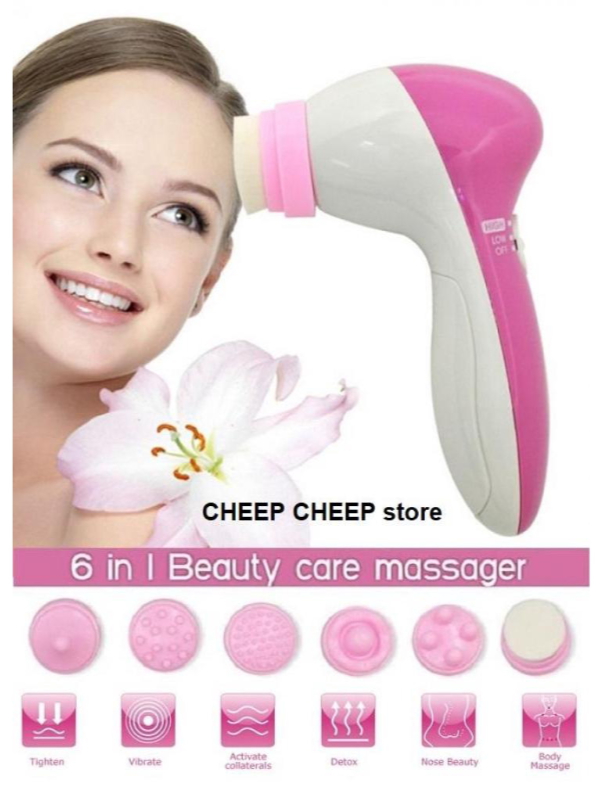 HIGH
LOW
OFF
CHEEP CHEEP store
6 in 1 Beauty care massager
Tighten
Vibrate
Activate
collaterals
Detox
Nose Beauty
Body
Massage